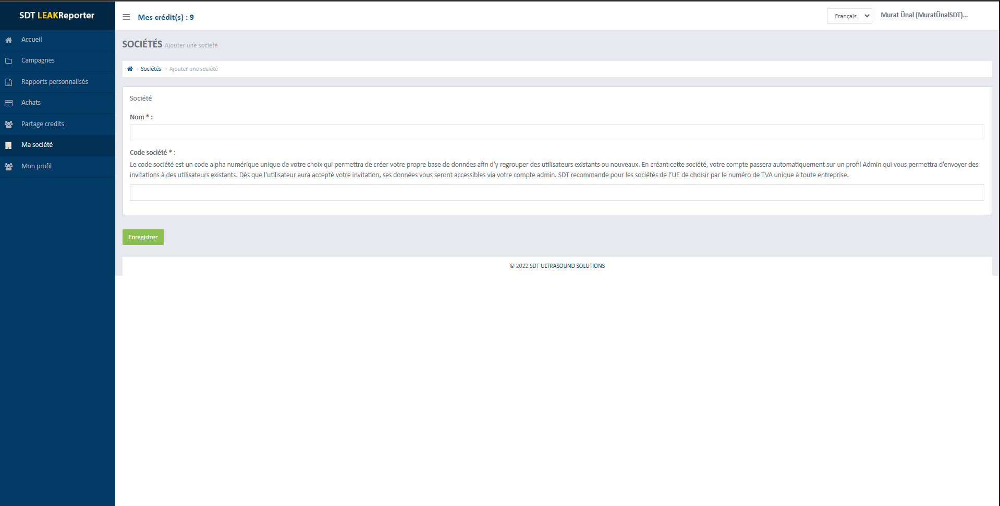 SDT LEAKReporter
Mes crédit(s) : 9
Français
Murat Ünal (MuratÜnalSDT)...
Accueil
Campagnes
Rapports personnalisés
Achats
Partage credits
Ma société
Mon profil
SOCIÉTÉS Ajouter une société
Sociétés › Ajouter une société
Société
Nom * :
Code société * :
Le code société est un code alpha numérique unique de votre choix qui permettra de créer votre propre base de données afin d’y regrouper des utilisateurs existants ou nouveaux. En créant cette société, votre compte passera automatiquement sur un profil Admin qui vous permettra d’envoyer des
invitations à des utilisateurs existants. Dès que l'utilisateur aura accepté votre invitation, ses données vous seront accessibles via votre compte admin. SDT recommande pour les sociétés de l’UE de choisir par le numéro de TVA unique à toute entreprise.
Enregistrer
© 2022 SDT ULTRASOUND SOLUTIONS